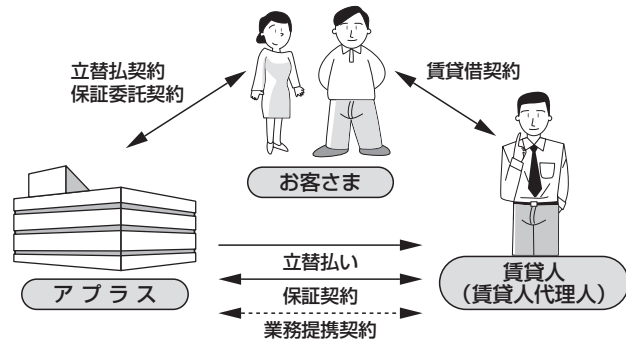 立替払契約
保証委託契約
賃貸借契約
お客さま
アプラス
立替払い
保証契約
業務提携契約
賃貸人
（賃貸人代理人）